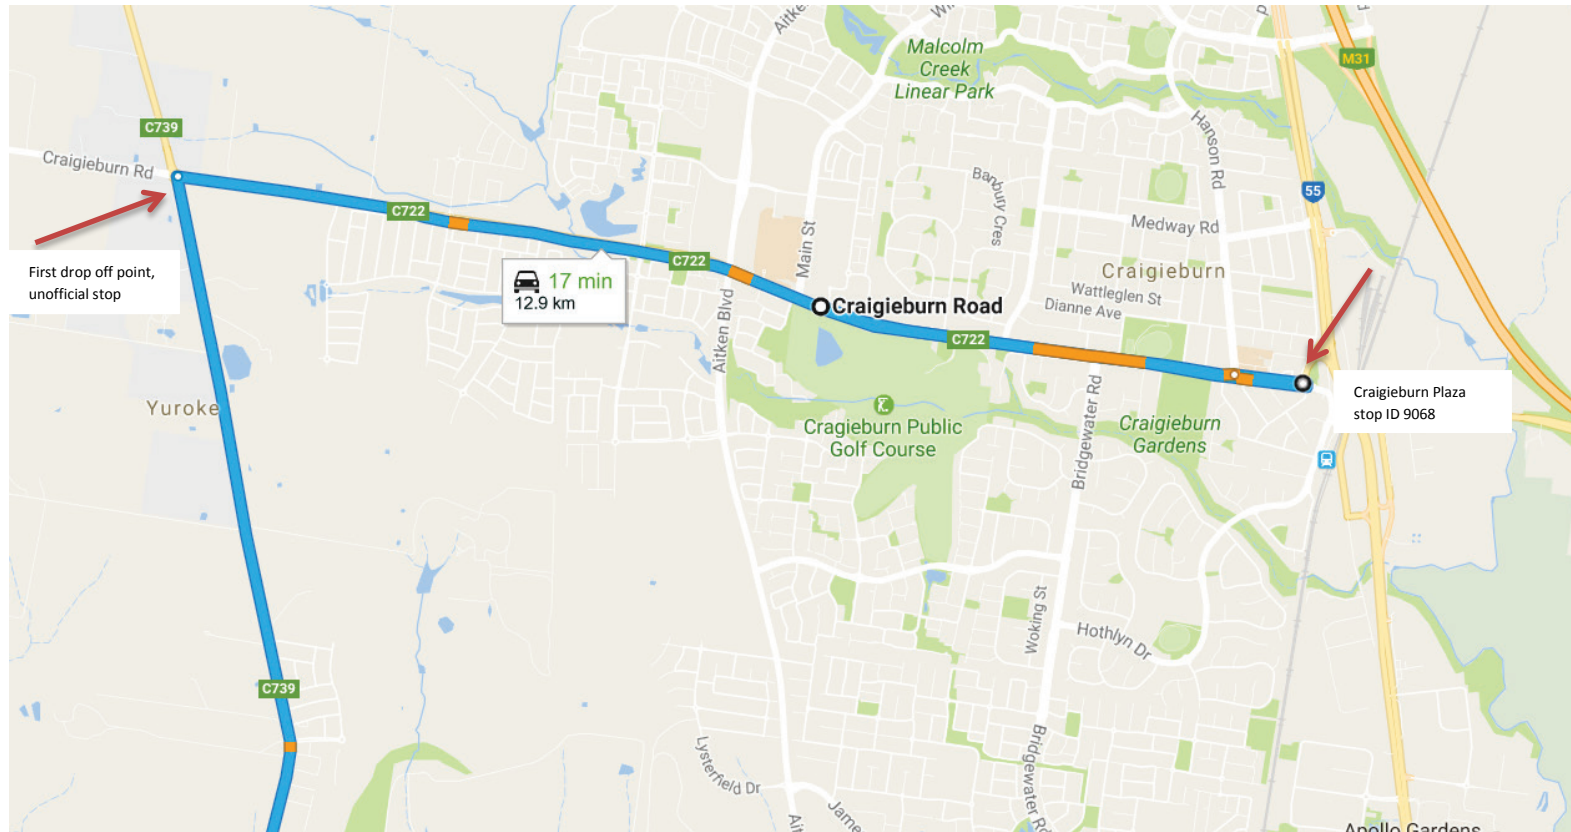 Malcolm
Creek
Linear Park
M31
C739
Craigieburn Rd
Hanson Rd
55
Banbury Cres
Medway Rd
C722
C722
Main St
Craigieburn
First drop off point,
unofficial stop
17 min
12.9 km
Wattleglen St
Dianne Ave
Craigieburn Road
Aitken Blvd
C722
Craigieburn Plaza
stop ID 9068
Yuroke
Cragieburn Public
Golf Course
Bridgewater Rd
Craigieburn
Gardens
Woking St
Hothlyn Dr
C739
Lysterfield Dr
Bridgewater Rd
Jame
Apollo Gardens